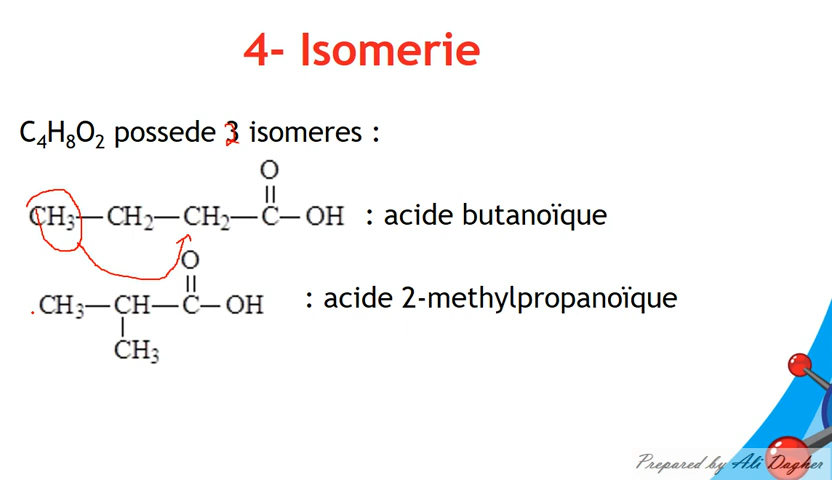 4- Isomerie
C₄H₈O₂ possede isomeres :
O
CH₃—CH₂—CH₂—C—OH : acide butanoïque
O
CH₃—CH—C—OH : acide 2-methylpropanoïque
CH₃
Prepared by Ali Dagher